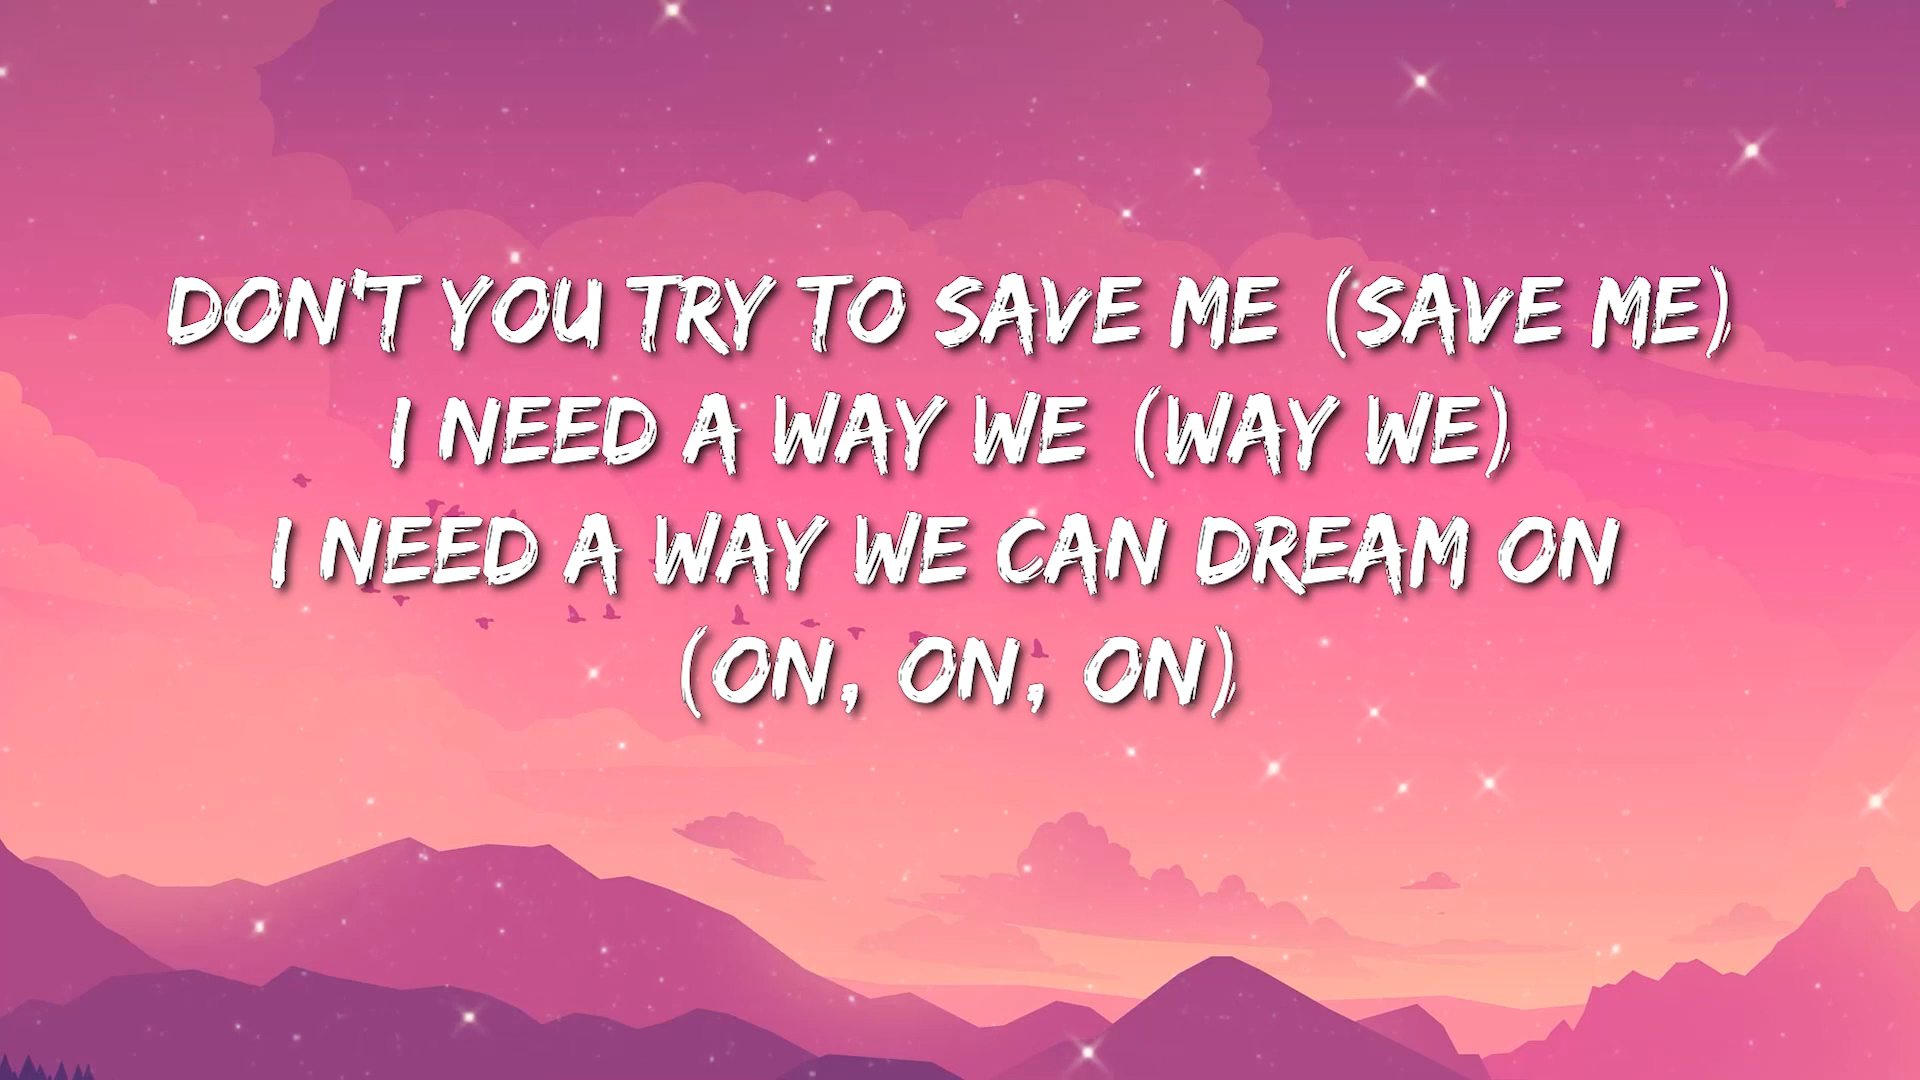 DON'T YOU TRY TO SAVE ME (SAVE ME)
I NEED A WAY WE (WAY WE)
I NEED A WAY WE CAN DREAM ON
(ON, ON, ON)